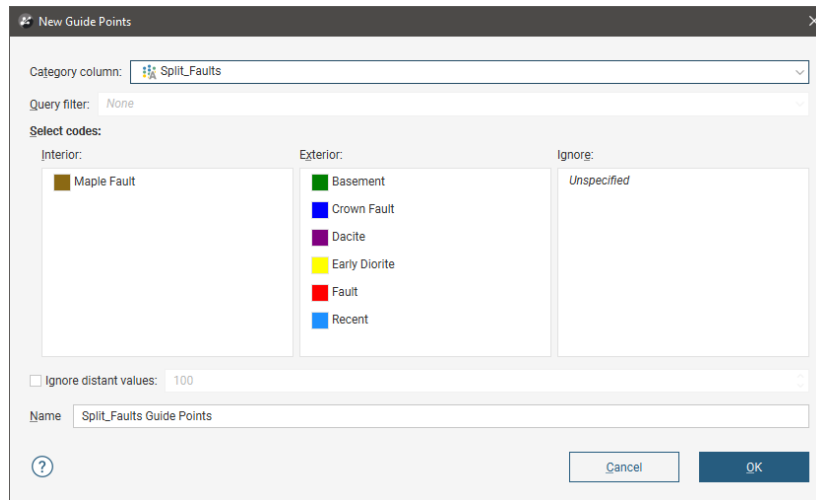 New Guide Points
Category column: Split_Faults
Query filter: None
Select codes:
Interior: Exterior: Ignore:
Maple Fault Basement Unspecified
Crown Fault
Dacite
Early Diorite
Fault
Recent
Ignore distant values: 100
Name Split_Faults Guide Points
? Cancel OK